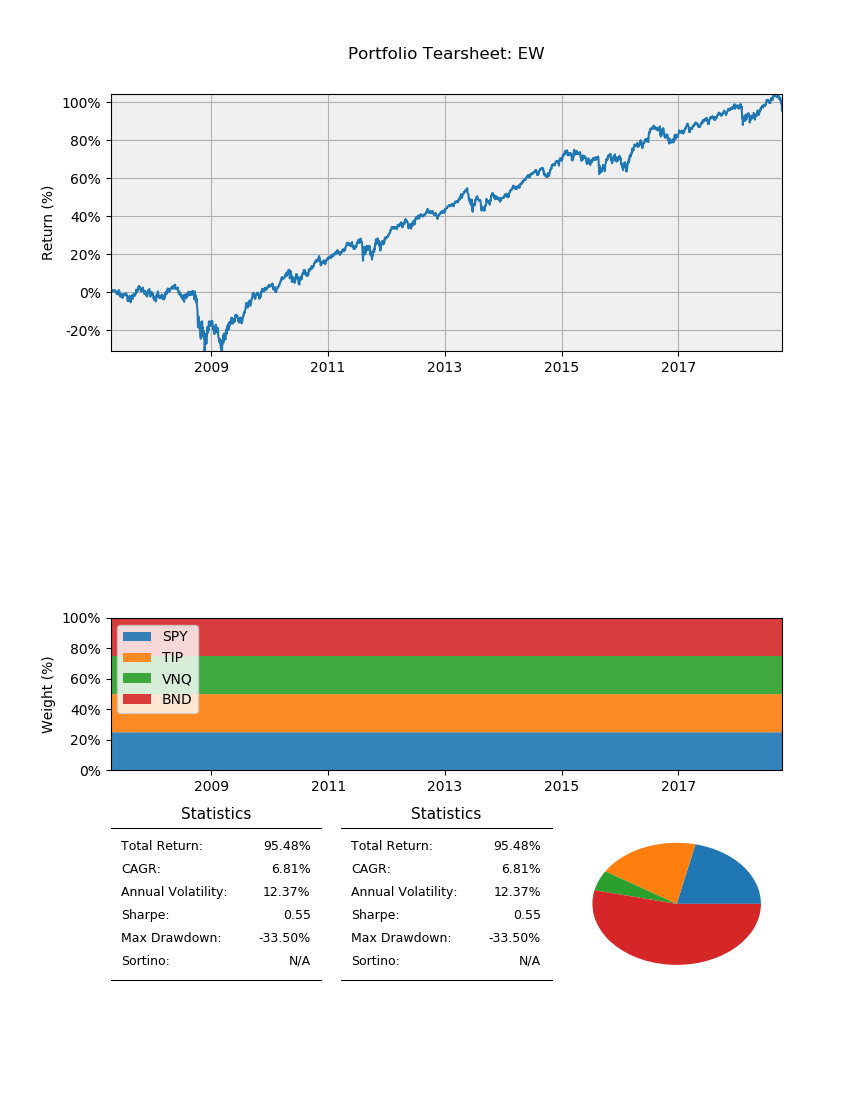 Portfolio Tearsheet: EW
100%
80%
60%
40%
20%
0%
-20%
Return (%)
2009 2011 2013 2015 2017
100%
80%
60%
40%
20%
0%
Weight (%)
SPY
TIP
VNQ
BND
2009 2011 2013 2015 2017
Statistics
Total Return: 95.48%
CAGR: 6.81%
Annual Volatility: 12.37%
Sharpe: 0.55
Max Drawdown: -33.50%
Sortino: N/A
Statistics
Total Return: 95.48%
CAGR: 6.81%
Annual Volatility: 12.37%
Sharpe: 0.55
Max Drawdown: -33.50%
Sortino: N/A